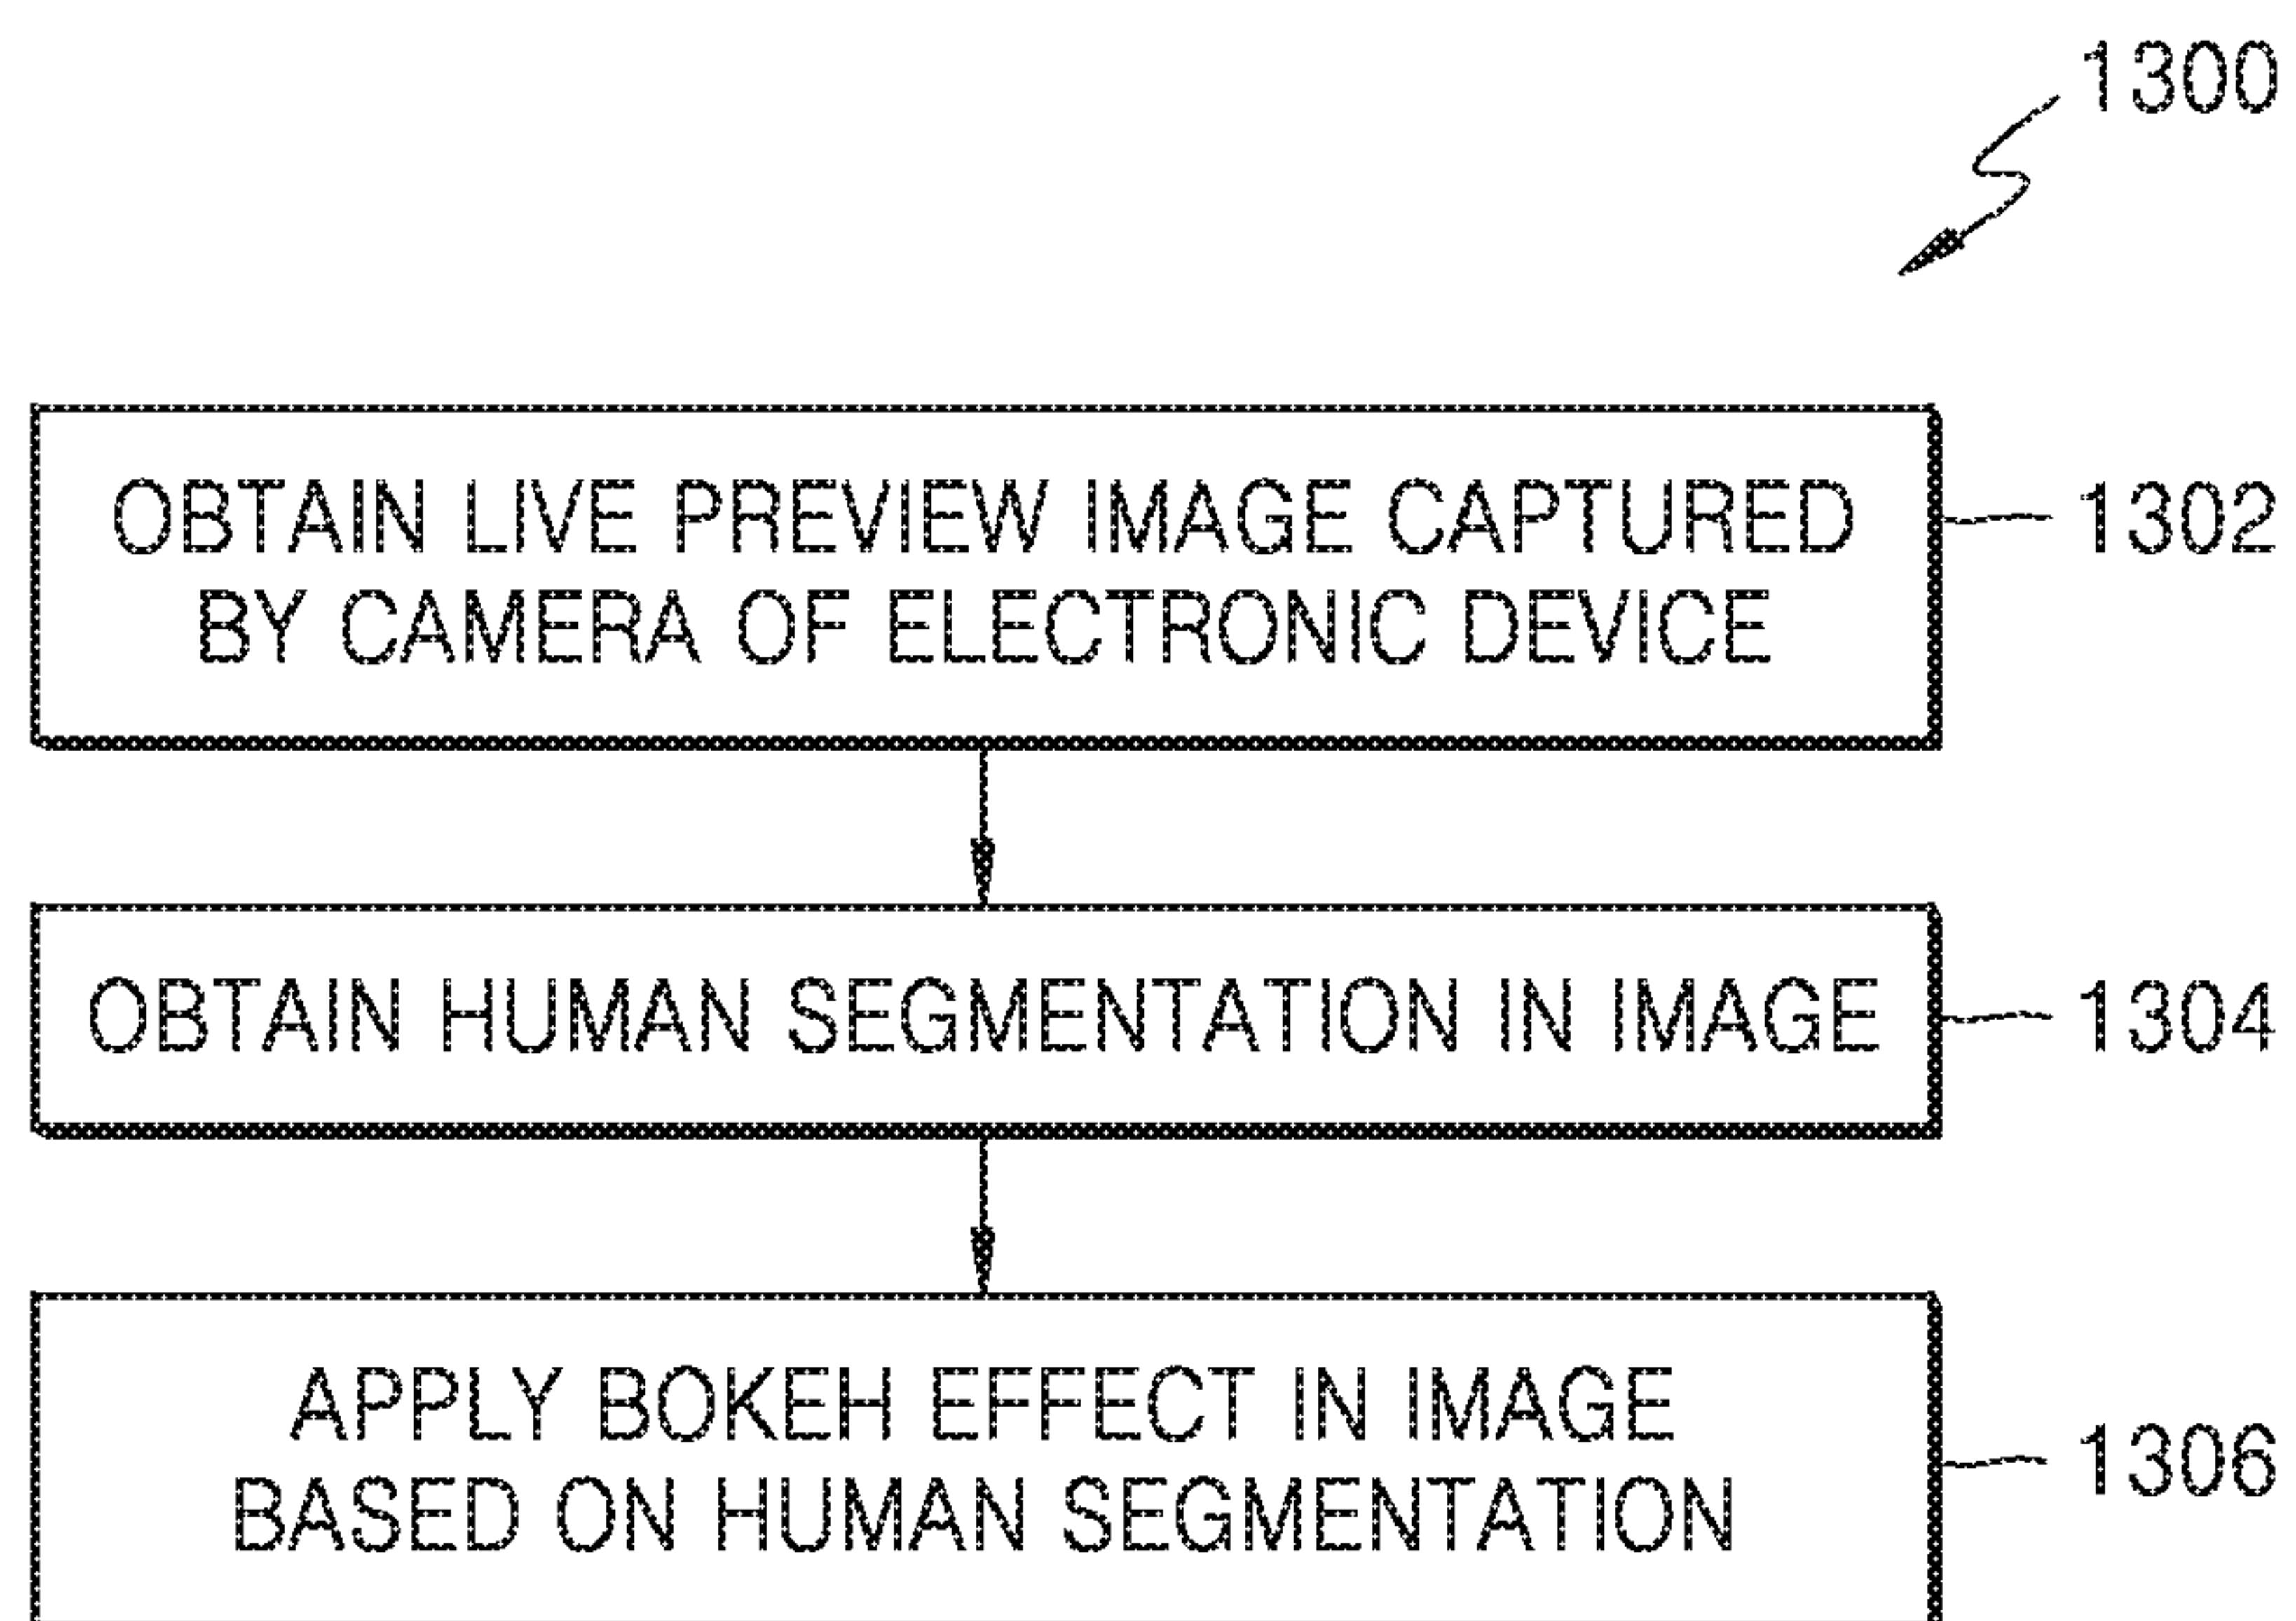 1300
OBTAIN LIVE PREVIEW IMAGE CAPTURED
BY CAMERA OF ELECTRONIC DEVICE
1302
OBTAIN HUMAN SEGMENTATION IN IMAGE
1304
APPLY BOKEH EFFECT IN IMAGE
BASED ON HUMAN SEGMENTATION
1306